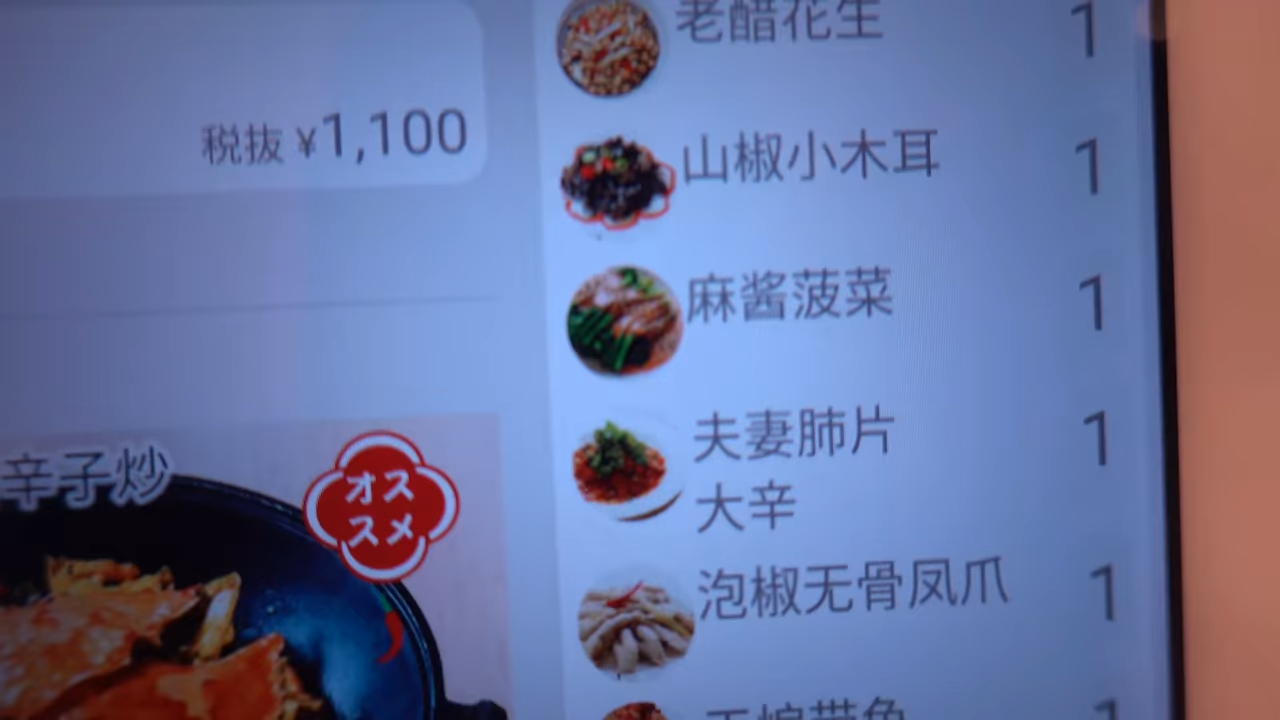 税抜 ¥1,100
辛子炒
オス
スメ
老醋花生 1
山椒小木耳 1
麻酱菠菜 1
夫妻肺片 1
大辛
泡椒无骨凤爪 1